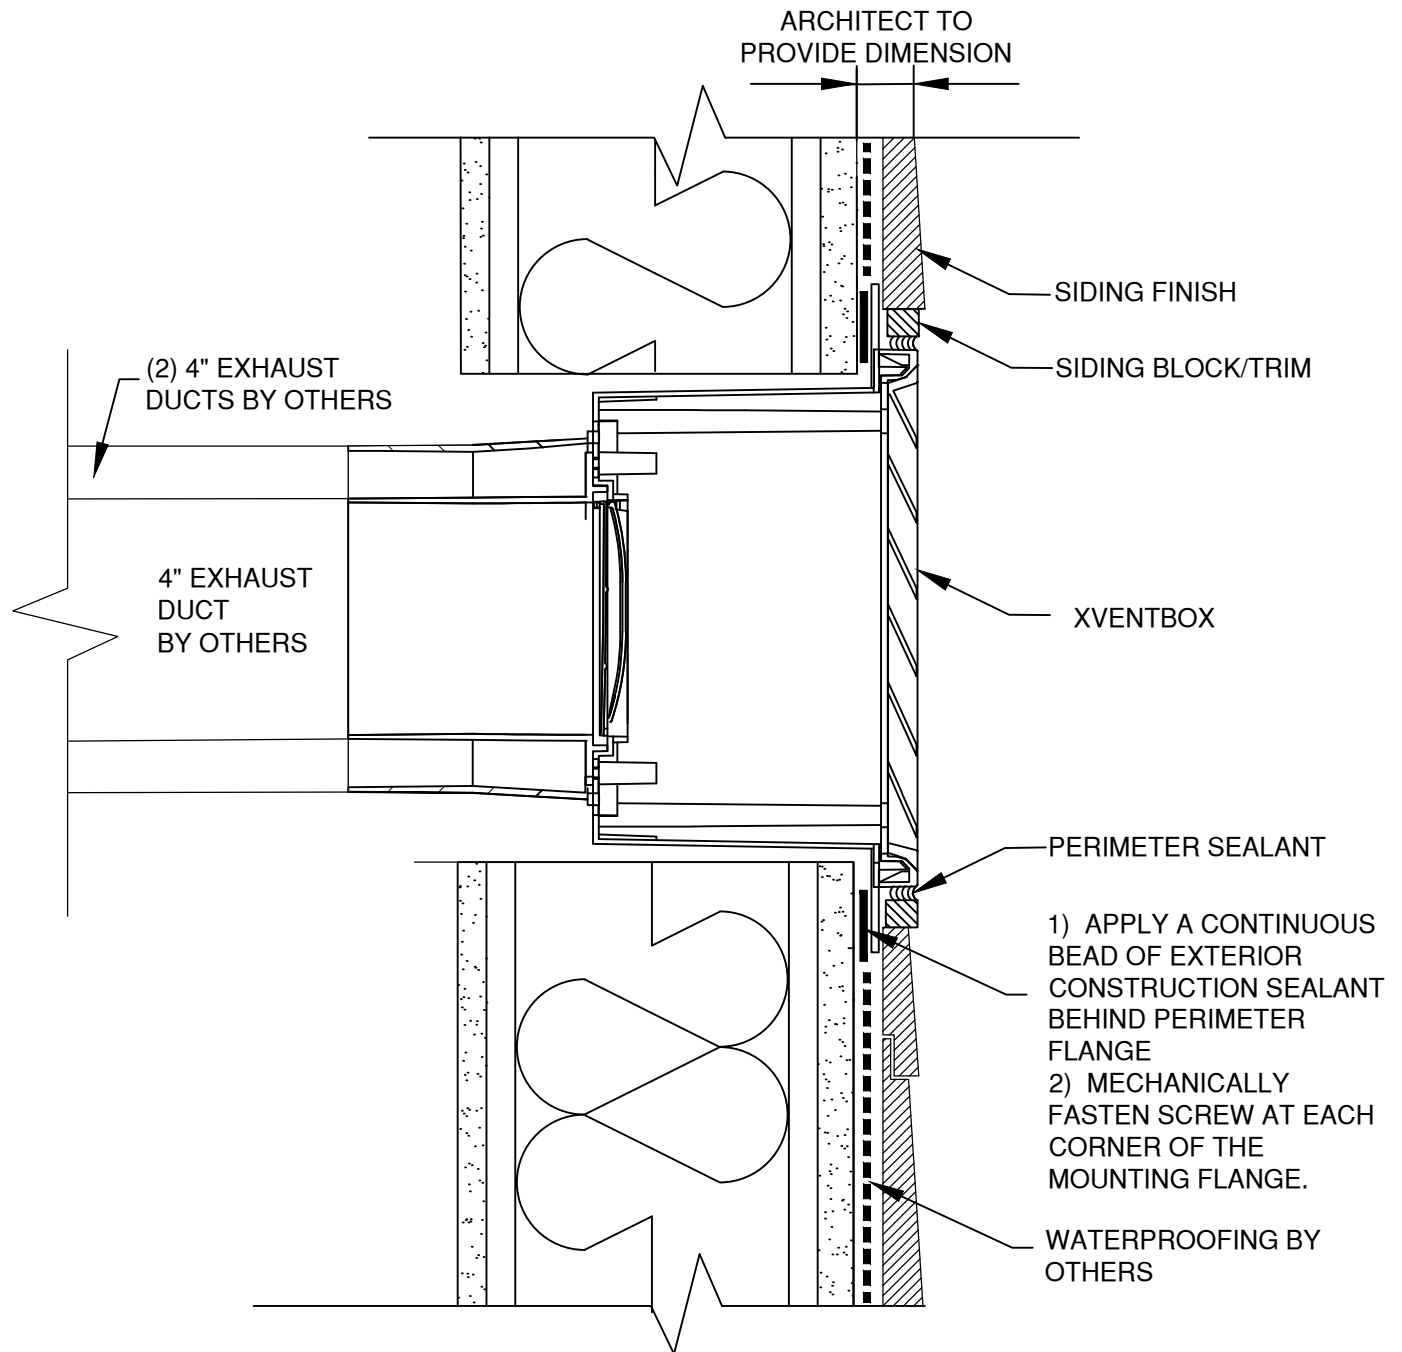 ARCHITECT TO
PROVIDE DIMENSION
SIDING FINISH
SIDING BLOCK/TRIM
(2) 4" EXHAUST
DUCTS BY OTHERS
4" EXHAUST
DUCT
BY OTHERS
XVENTBOX
PERIMETER SEALANT
1) APPLY A CONTINUOUS
BEAD OF EXTERIOR
CONSTRUCTION SEALANT
BEHIND PERIMETER
FLANGE
2) MECHANICALLY
FASTEN SCREW AT EACH
CORNER OF THE
MOUNTING FLANGE.
WATERPROOFING BY
OTHERS